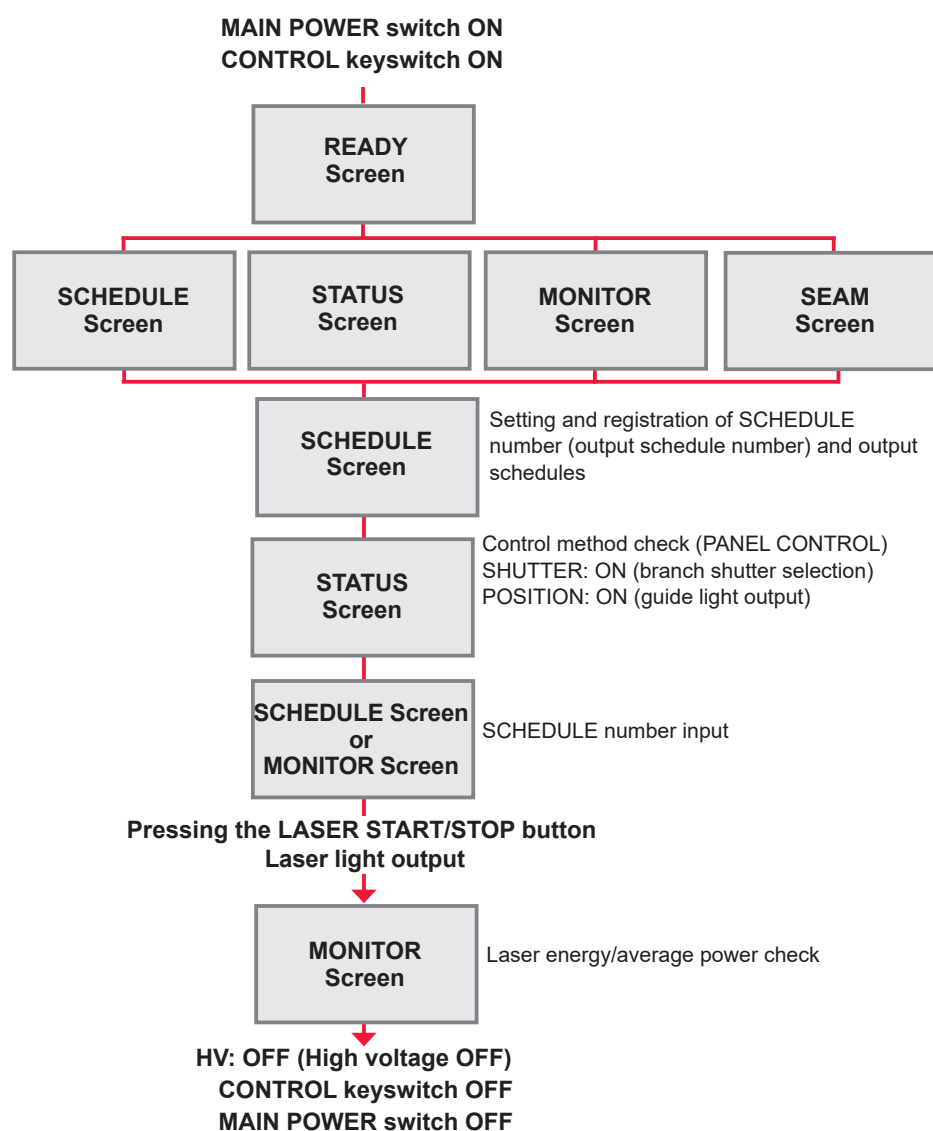 MAIN POWER switch ON
CONTROL keyswitch ON
READY
Screen
SCHEDULE
Screen
STATUS
Screen
MONITOR
Screen
SEAM
Screen
SCHEDULE
Screen
Setting and registration of SCHEDULE
number (output schedule number) and output
schedules
STATUS
Screen
Control method check (PANEL CONTROL)
SHUTTER: ON (branch shutter selection)
POSITION: ON (guide light output)
SCHEDULE Screen
or
MONITOR Screen
SCHEDULE number input
Pressing the LASER START/STOP button
Laser light output
MONITOR
Screen
Laser energy/average power check
HV: OFF (High voltage OFF)
CONTROL keyswitch OFF
MAIN POWER switch OFF